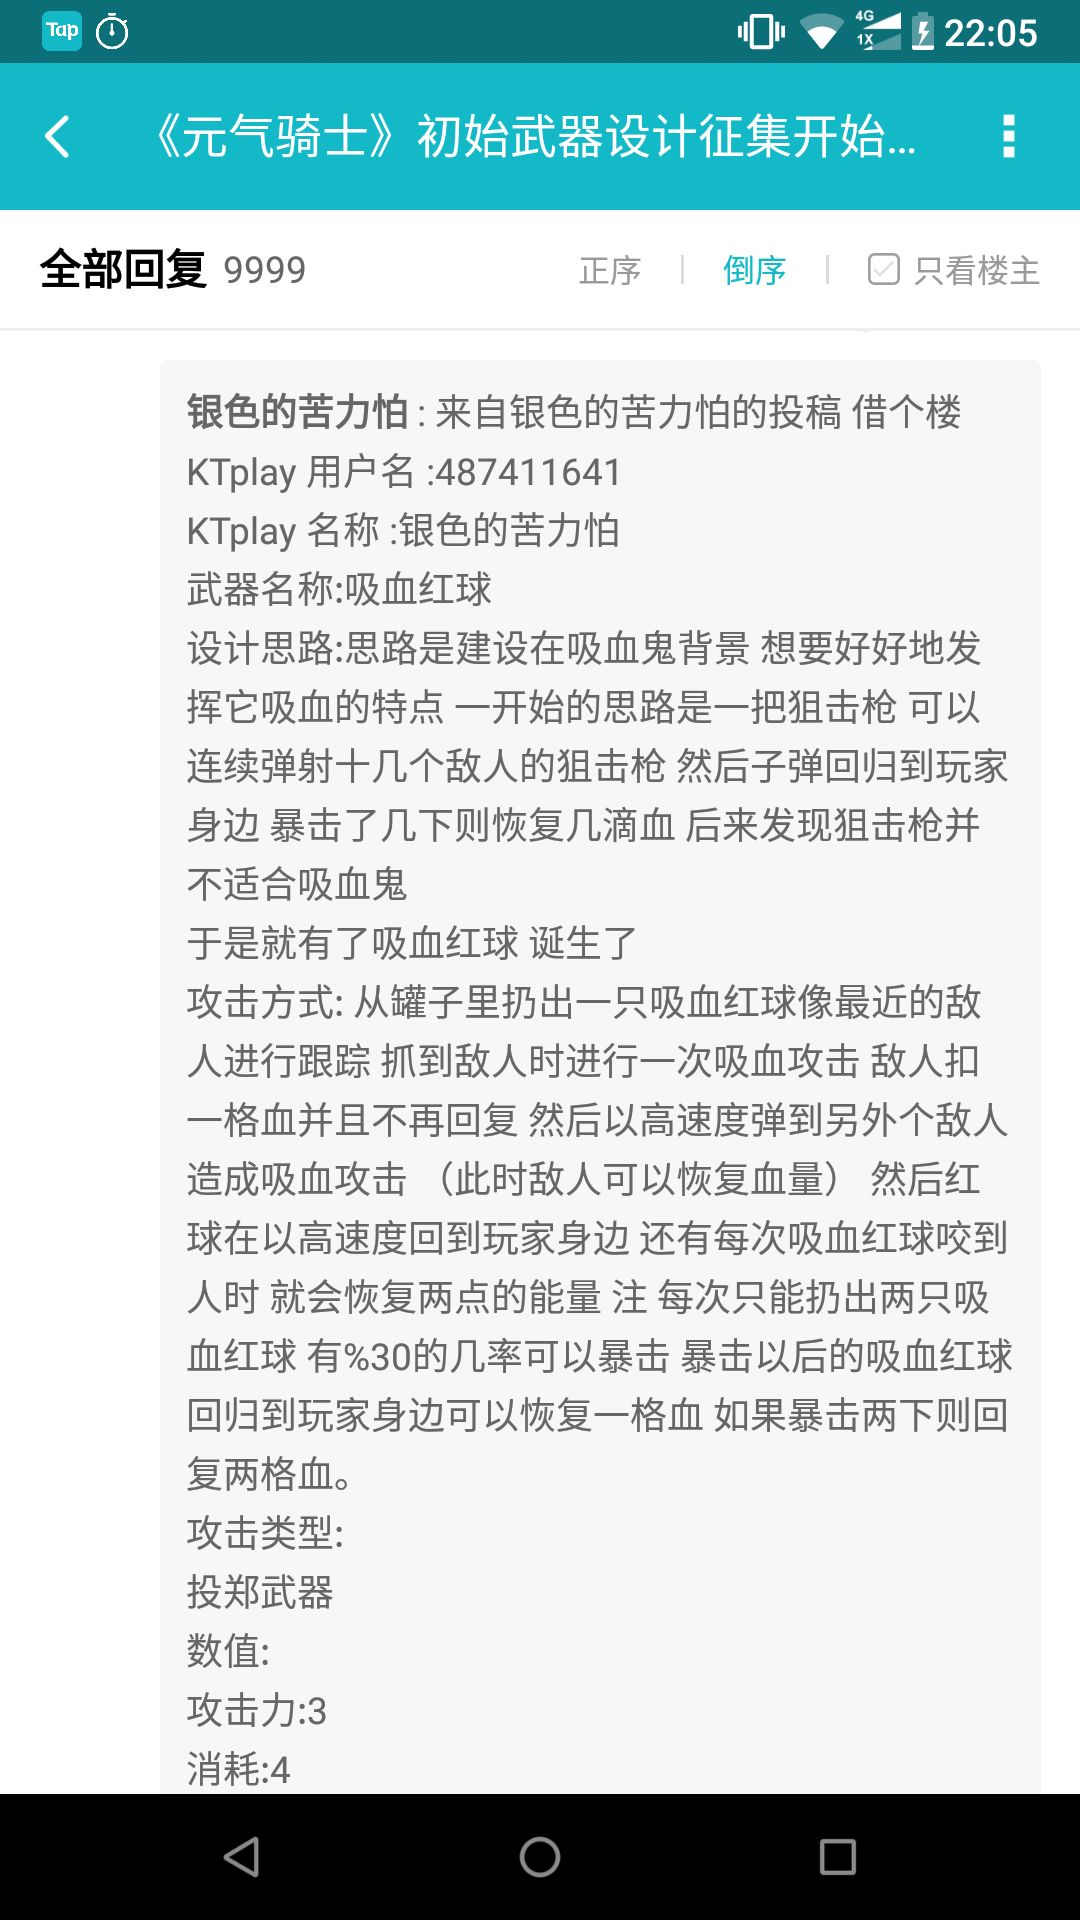 Tap
4G
1X
22:05
《元气骑士》初始武器设计征集开始...
全部回复 9999
正序 倒序 只看楼主
银色的苦力怕 : 来自银色的苦力怕的投稿 借个楼
KTplay 用户名 :487411641
KTplay 名称 :银色的苦力怕
武器名称:吸血红球
设计思路:思路是建设在吸血鬼背景 想要好好地发
挥它吸血的特点 一开始的思路是一把狙击枪 可以
连续弹射十几个敌人的狙击枪 然后子弹回归到玩家
身边 暴击了几下则恢复几滴血 后来发现狙击枪并
不适合吸血鬼
于是就有了吸血红球 诞生了
攻击方式: 从罐子里扔出一只吸血红球像最近的敌
人进行跟踪 抓到敌人时进行一次吸血攻击 敌人扣
一格血并且不再回复 然后以高速度弹到另外个敌人
造成吸血攻击 （此时敌人可以恢复血量） 然后红
球在以高速度回到玩家身边 还有每次吸血红球咬到
人时 就会恢复两点的能量 注 每次只能扔出两只吸
血红球 有%30的几率可以暴击 暴击以后的吸血红球
回归到玩家身边可以恢复一格血 如果暴击两下则回
复两格血。
攻击类型:
投郑武器
数值:
攻击力:3
消耗:4